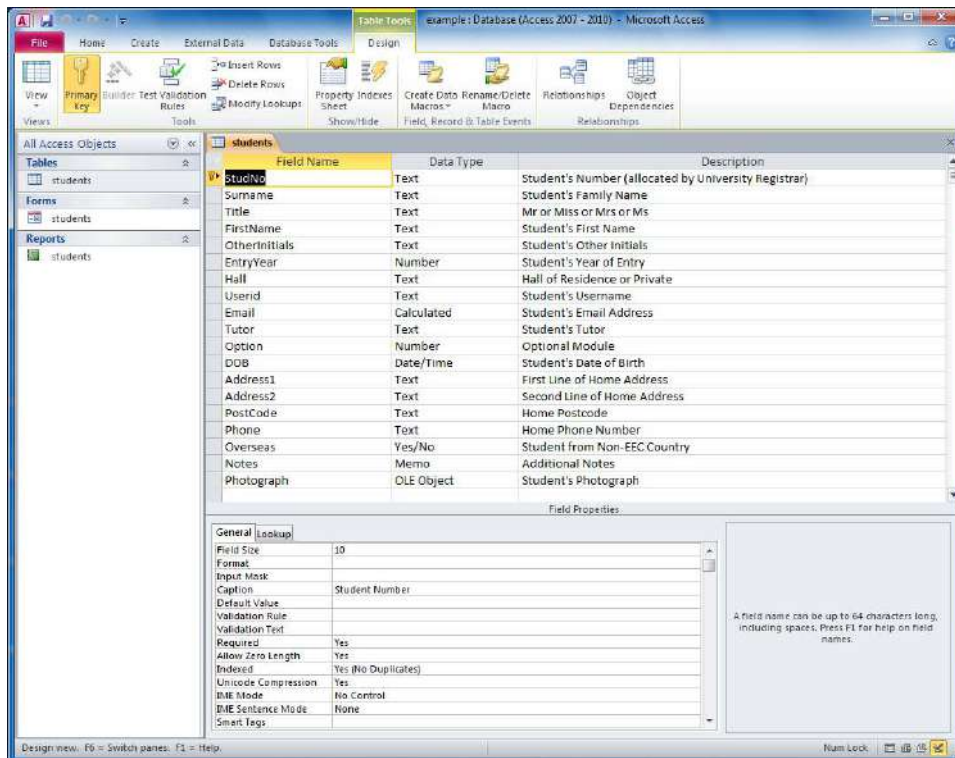 Table Tools example : Database (Access 2007 - 2010) - Microsoft Access
File Home Create External Data Database Tools Design
View Primary Key Builder Test Validation Rules Insert Rows Delete Rows Modify Lookups Property Sheet Indexes Create Data Macros Rename/Delete Macro Relationships Object Dependencies
Views Tools Show/Hide Field, Record & Table Events Relationships
All Access Objects
Tables
students
Forms
students
Reports
students
students
Field Name Data Type Description
StudNo Text Student's Number (allocated by University Registrar)
Surname Text Student's Family Name
Title Text Mr or Miss or Mrs or Ms
FirstName Text Student's First Name
OtherInitials Text Student's Other Initials
EntryYear Number Student's Year of Entry
Hall Text Hall of Residence or Private
Userid Text Student's Username
Email Calculated Student's Email Address
Tutor Text Student's Tutor
Option Number Optional Module
DOB Date/Time Student's Date of Birth
Address1 Text First Line of Home Address
Address2 Text Second Line of Home Address
PostCode Text Home Postcode
Phone Text Home Phone Number
Overseas Yes/No Student from Non-EEC Country
Notes Memo Additional Notes
Photograph OLE Object Student's Photograph
Field Properties
General Lookup
Field Size 10
Format
Input Mask
Caption Student Number
Default Value
Validation Rule
Validation Text
Required Yes
Allow Zero Length Yes
Indexed Yes (No Duplicates)
Unicode Compression Yes
IME Mode No Control
IME Sentence Mode None
Smart Tags
A field name can be up to 64 characters long,
including spaces. Press F1 for help on field
names.
Design view. F6 = Switch panes. F1 = Help. Num Lock